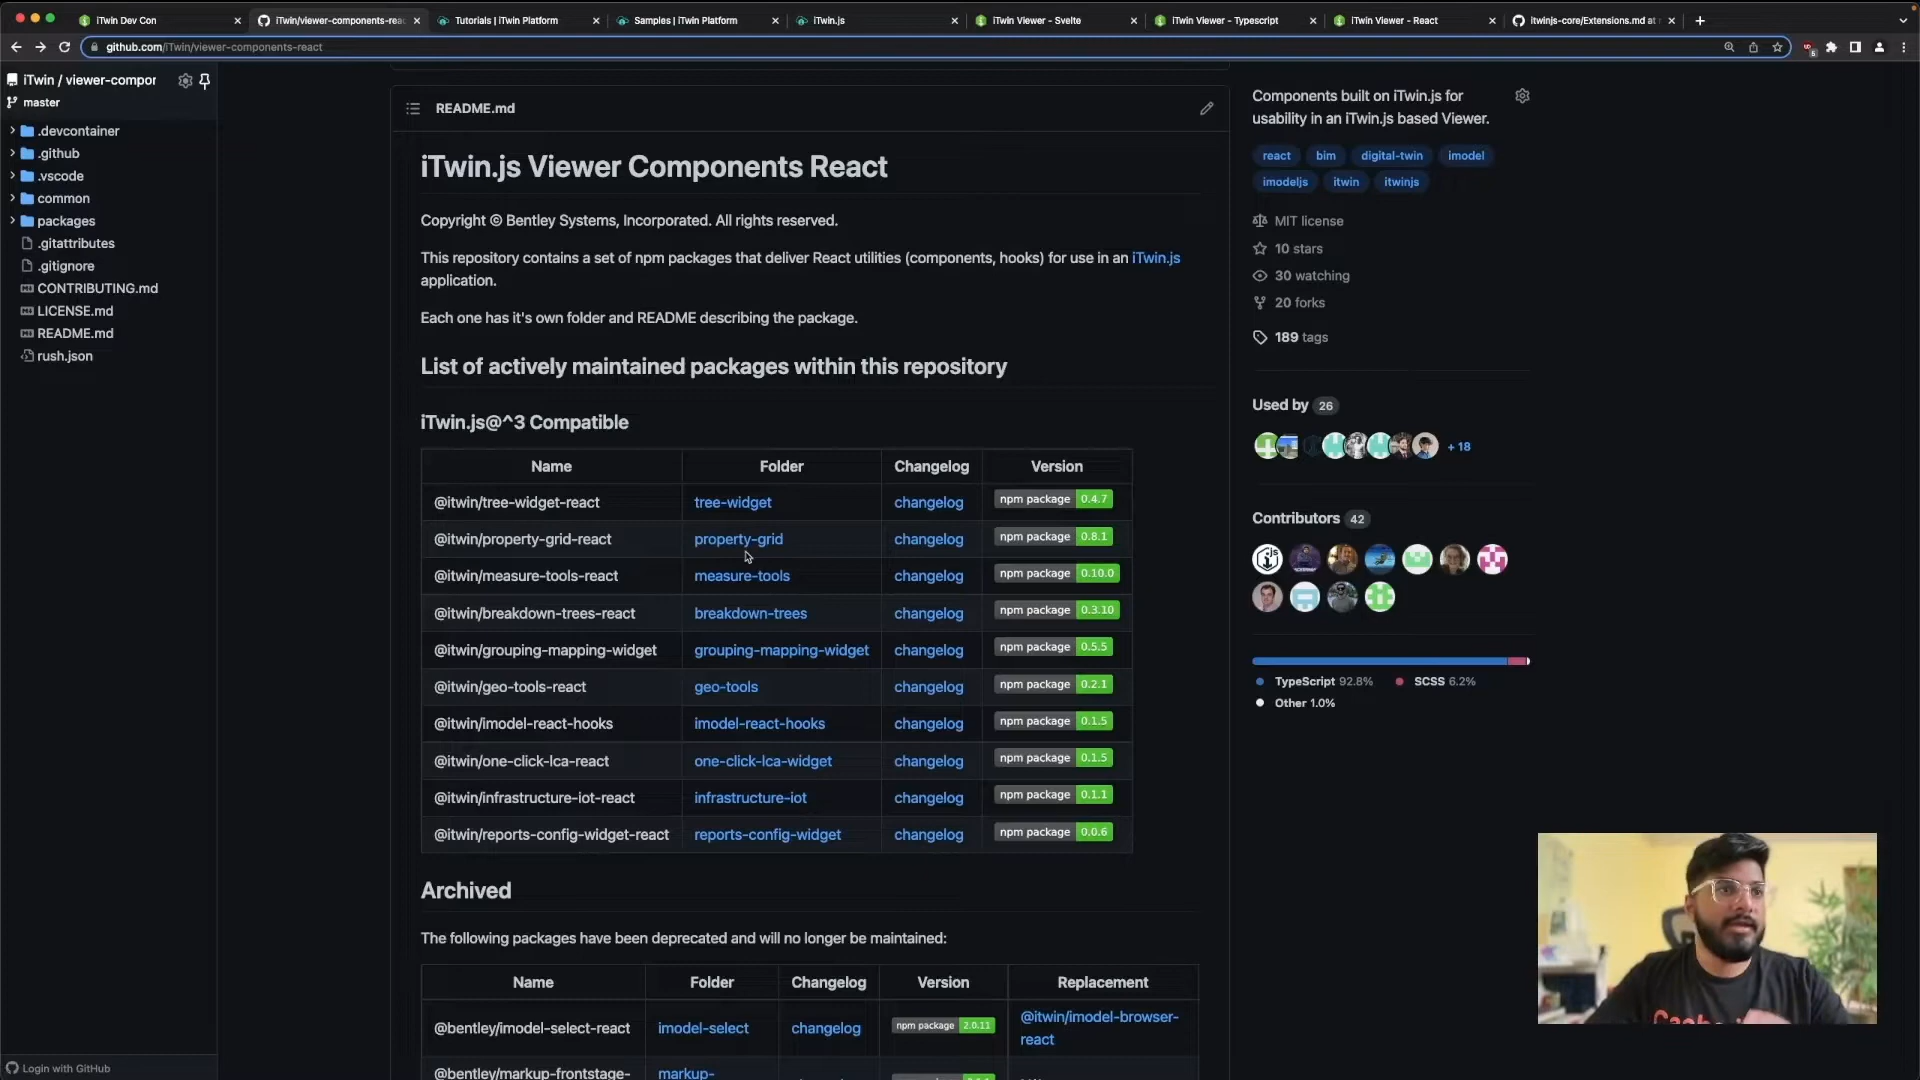 iTwin Dev Con
iTwin/viewer-components-reac
Tutorials | iTwin Platform
Samples | iTwin Platform
iTwin.js
iTwin Viewer - Svelte
iTwin Viewer - Typescript
iTwin Viewer - React
itwinjs-core/Extensions.md at
github.com/iTwin/viewer-components-react
iTwin / viewer-compor
master
.devcontainer
.github
.vscode
common
packages
.gitattributes
.gitignore
CONTRIBUTING.md
LICENSE.md
README.md
rush.json
Login with GitHub
README.md
iTwin.js Viewer Components React
Copyright © Bentley Systems, Incorporated. All rights reserved.
This repository contains a set of npm packages that deliver React utilities (components, hooks) for use in an iTwin.js
application.
Each one has it's own folder and README describing the package.
List of actively maintained packages within this repository
iTwin.js@^3 Compatible
Name Folder Changelog Version
@itwin/tree-widget-react tree-widget changelog npm package 0.4.7
@itwin/property-grid-react property-grid changelog npm package 0.8.1
@itwin/measure-tools-react measure-tools changelog npm package 0.10.0
@itwin/breakdown-trees-react breakdown-trees changelog npm package 0.3.10
@itwin/grouping-mapping-widget grouping-mapping-widget changelog npm package 0.5.5
@itwin/geo-tools-react geo-tools changelog npm package 0.2.1
@itwin/imodel-react-hooks imodel-react-hooks changelog npm package 0.1.5
@itwin/one-click-lca-react one-click-lca-widget changelog npm package 0.1.5
@itwin/infrastructure-iot-react infrastructure-iot changelog npm package 0.1.1
@itwin/reports-config-widget-react reports-config-widget changelog npm package 0.0.6
Archived
The following packages have been deprecated and will no longer be maintained:
Name Folder Changelog Version Replacement
@bentley/imodel-select-react imodel-select changelog npm package 2.0.11 @itwin/imodel-browser-
react
@bentley/markup-frontstage- markup-
Components built on iTwin.js for
usability in an iTwin.js based Viewer.
react bim digital-twin imodel
imodeljs itwin itwinjs
MIT license
10 stars
30 watching
20 forks
189 tags
Used by 26
+ 18
Contributors 42
TypeScript 92.8% SCSS 6.2%
Other 1.0%